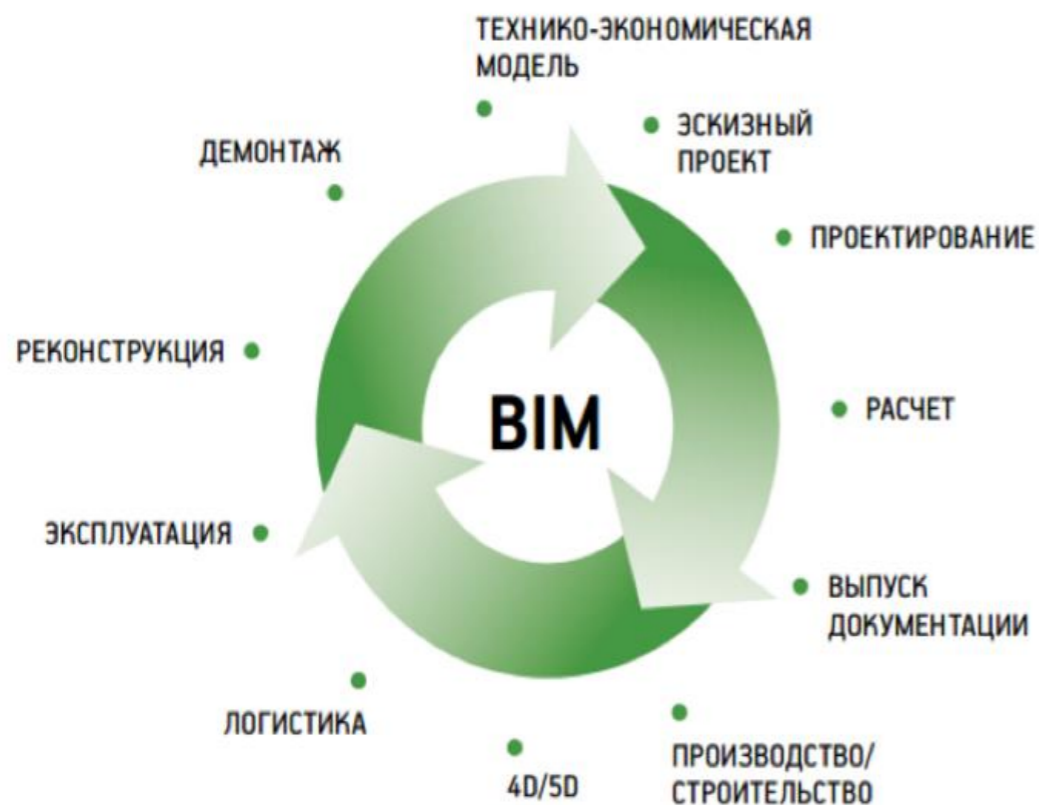 ТЕХНИКО-ЭКОНОМИЧЕСКАЯ
МОДЕЛЬ
ЭСКИЗНЫЙ
ПРОЕКТ
ПРОЕКТИРОВАНИЕ
РАСЧЕТ
ВЫПУСК
ДОКУМЕНТАЦИИ
ПРОИЗВОДСТВО/
СТРОИТЕЛЬСТВО
4D/5D
ЛОГИСТИКА
ЭКСПЛУАТАЦИЯ
РЕКОНСТРУКЦИЯ
ДЕМОНТАЖ
BIM